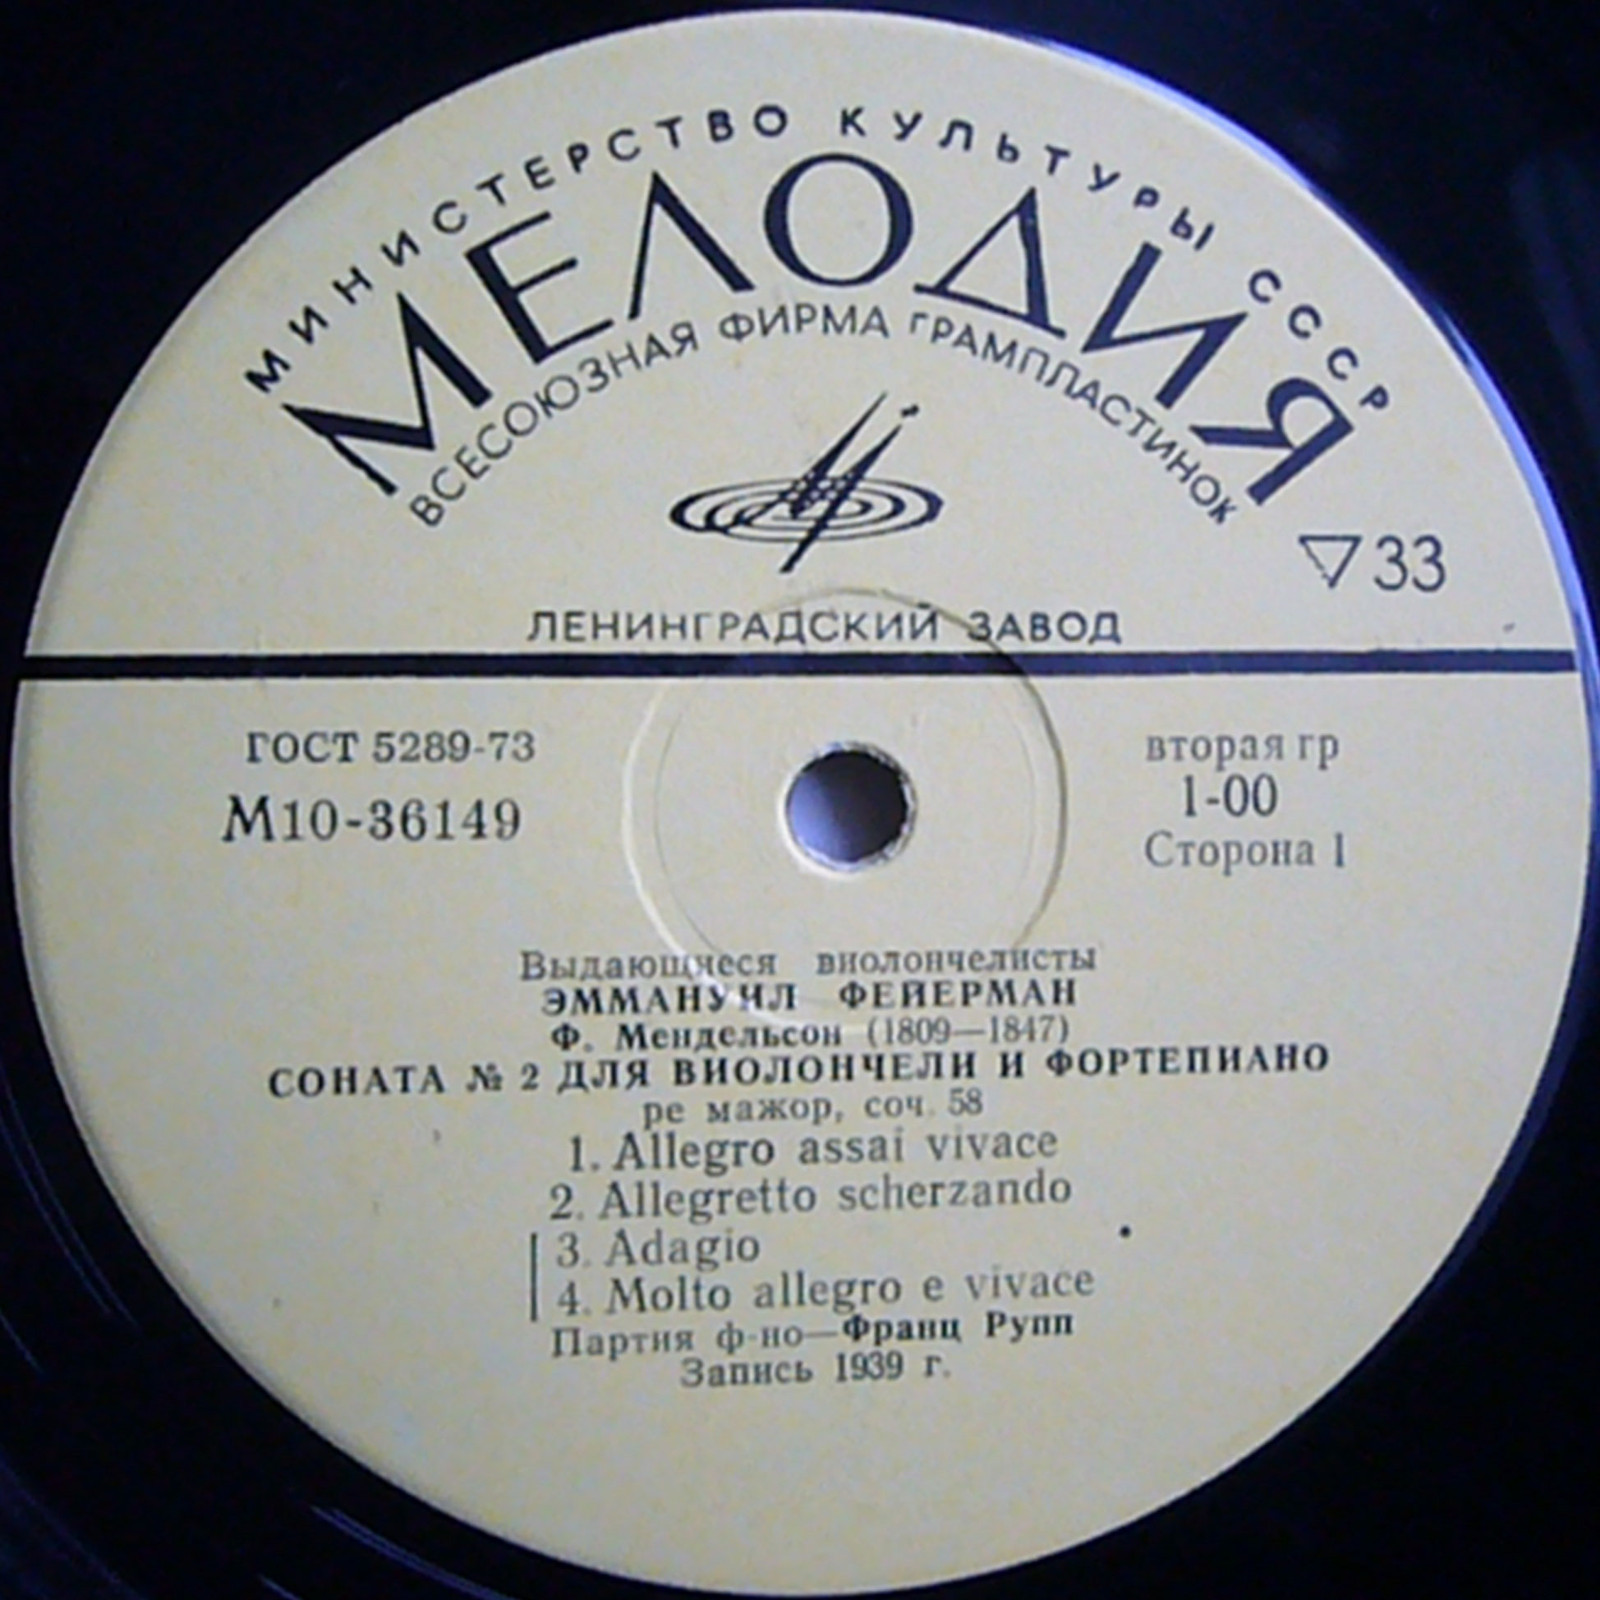 МИНИСТЕРСТВО КУЛЬТУРЫ СССР
МЕЛОДИЯ
ВСЕСОЮЗНАЯ ФИРМА ГРАМПЛАСТИНОК
▽33
ЛЕНИНГРАДСКИЙ ЗАВОД
ГОСТ 5289-73
М10-36149
вторая гр
1-00
Сторона 1
Выдающиеся виолончелисты
ЭММАНУИЛ ФЕЙЕРМАН
Ф. Мендельсон (1809—1847)
СОНАТА № 2 ДЛЯ ВИОЛОНЧЕЛИ И ФОРТЕПИАНО
ре мажор, соч. 58
1. Allegro assai vivace
2. Allegretto scherzando
3. Adagio
4. Molto allegro e vivace
Партия ф-но—Франц Рупп
Запись 1939 г.